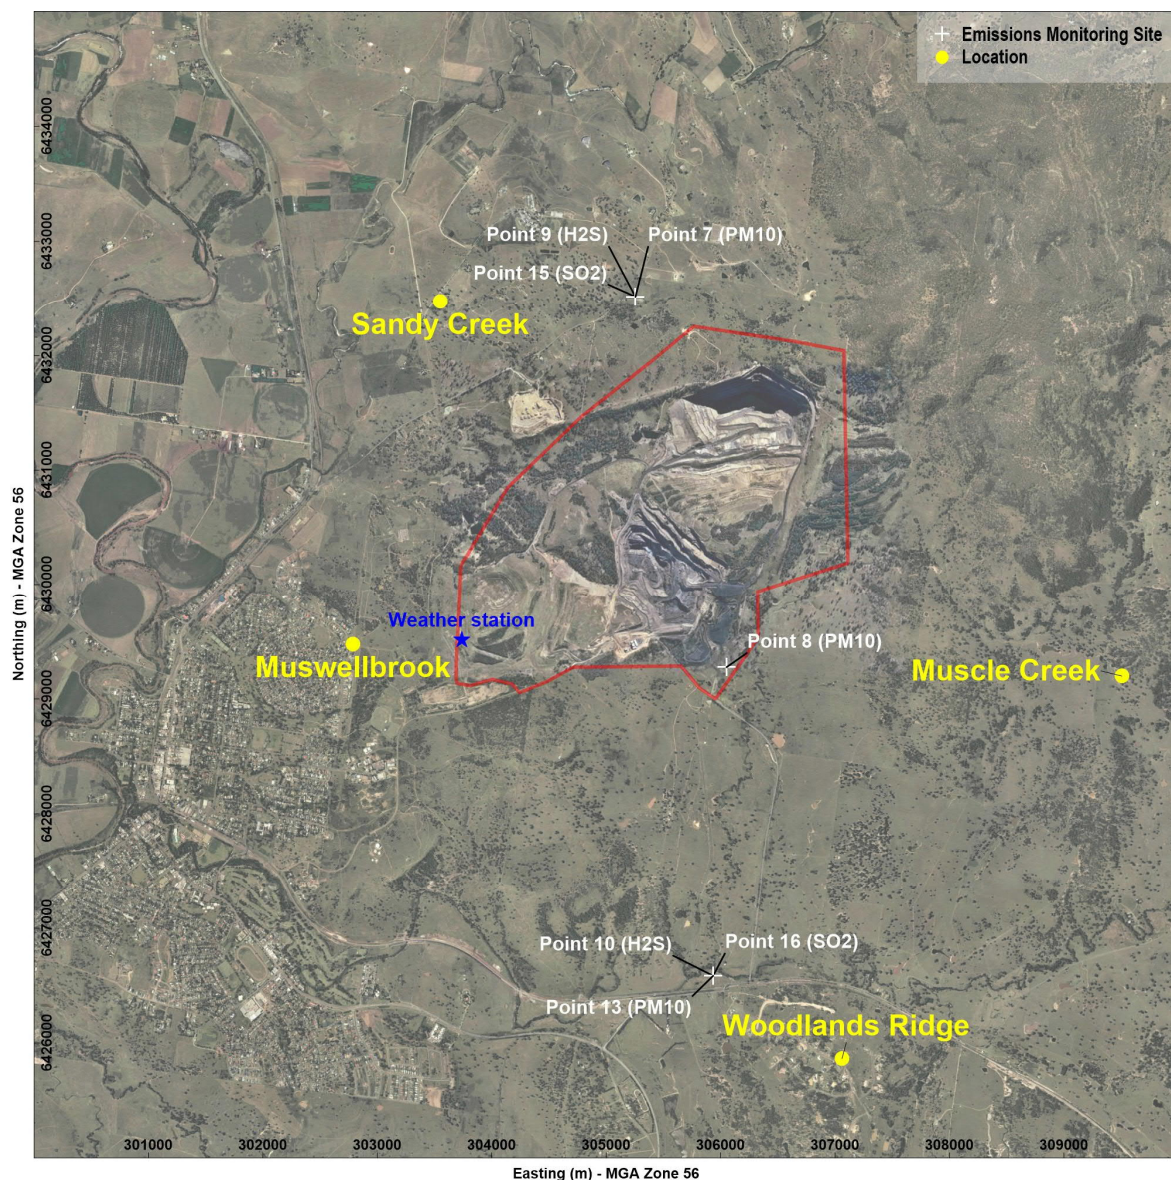 Emissions Monitoring Site
Location
6434000
6433000
6432000
6431000
6430000
6429000
6428000
6427000
6426000
Northing (m) - MGA Zone 56
Point 9 (H2S)
Point 7 (PM10)
Point 15 (SO2)
Sandy Creek
Weather station
Muswellbrook
Point 8 (PM10)
Muscle Creek
Point 10 (H2S)
Point 16 (SO2)
Point 13 (PM10)
Woodlands Ridge
301000
302000
303000
304000
305000
306000
307000
308000
309000
Easting (m) - MGA Zone 56